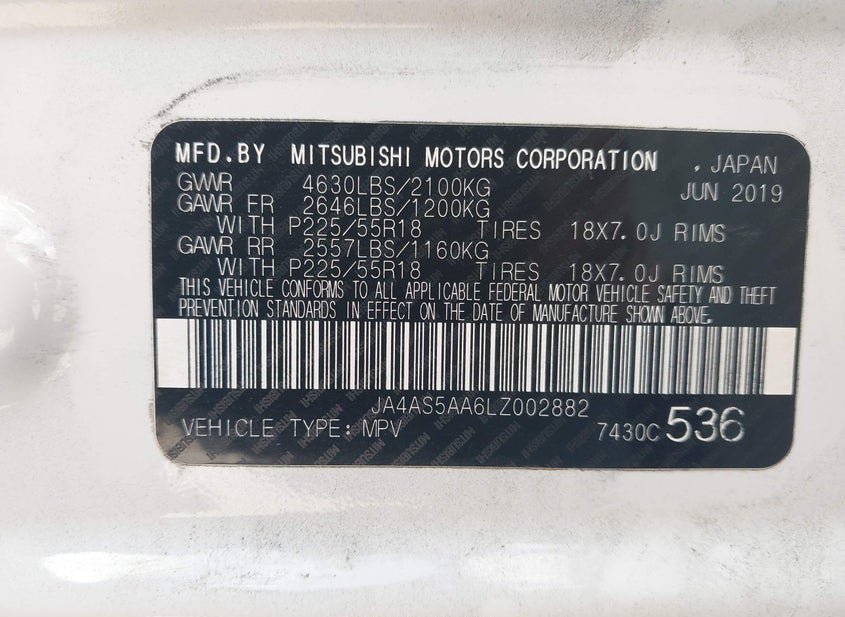 MFD.BY MITSUBISHI MOTORS CORPORATION . JAPAN
GVWR 4630LBS/2100KG JUN 2019
GAWR FR 2646LBS/1200KG
WITH P225/55R18 TIRES 18X7.0J RIMS
GAWR RR 2557LBS/1160KG
WITH P225/55R18 TIRES 18X7.0J RIMS
THIS VEHICLE CONFORMS TO ALL APPLICABLE FEDERAL MOTOR VEHICLE SAFETY AND THEFT
PREVENTION STANDARDS IN EFFECT ON THE DATE OF MANUFACTURE SHOWN ABOVE.
JA4AS5AA6LZ002882
VEHICLE TYPE: MPV 7430C 536